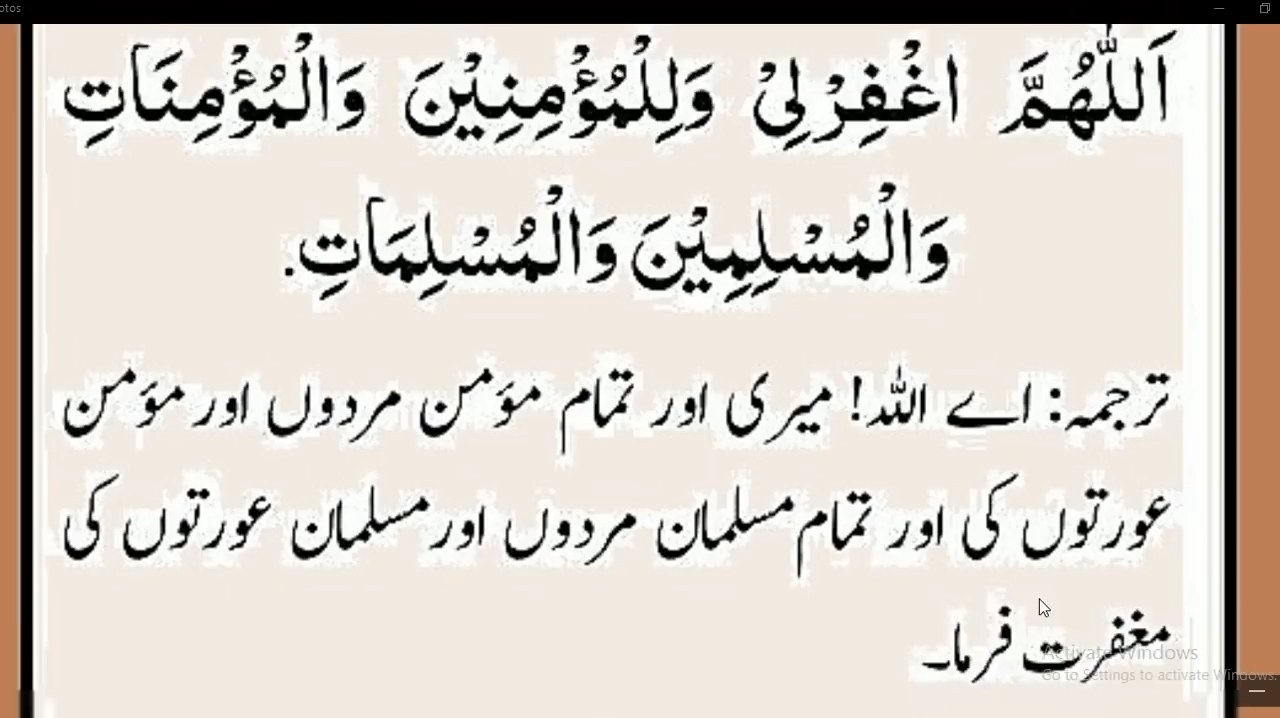 otos
اَللّٰهُمَّ اغْفِرْلِیْ وَلِلْمُؤْمِنِیْنَ وَالْمُؤْمِنَاتِ
وَالْمُسْلِمِیْنَ وَالْمُسْلِمَاتِ.
ترجمہ: اے اللہ! میری اور تمام مؤمن مردوں اور مؤمن
عورتوں کی اور تمام مسلمان مردوں اور مسلمان عورتوں کی
مغفرت فرما۔
Activate Windows
Go to Settings to activate Windows.